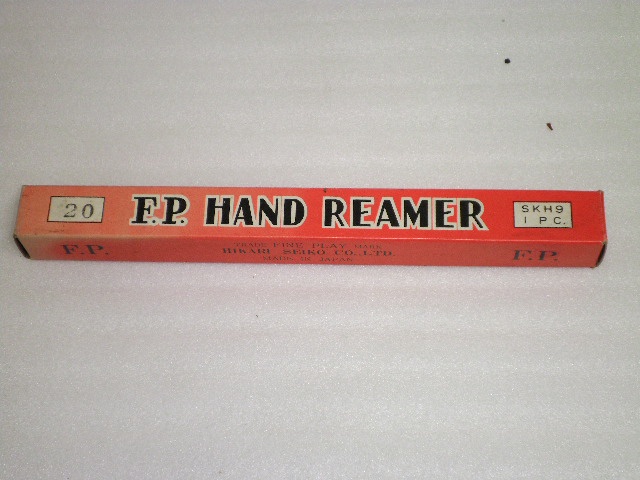 20
F.P. HAND REAMER
SKH9
1 PC.
F.P.
TRADE FINE PLAY MARK
HIKARI SEIKO CO., LTD.
MADE IN JAPAN
F.P.